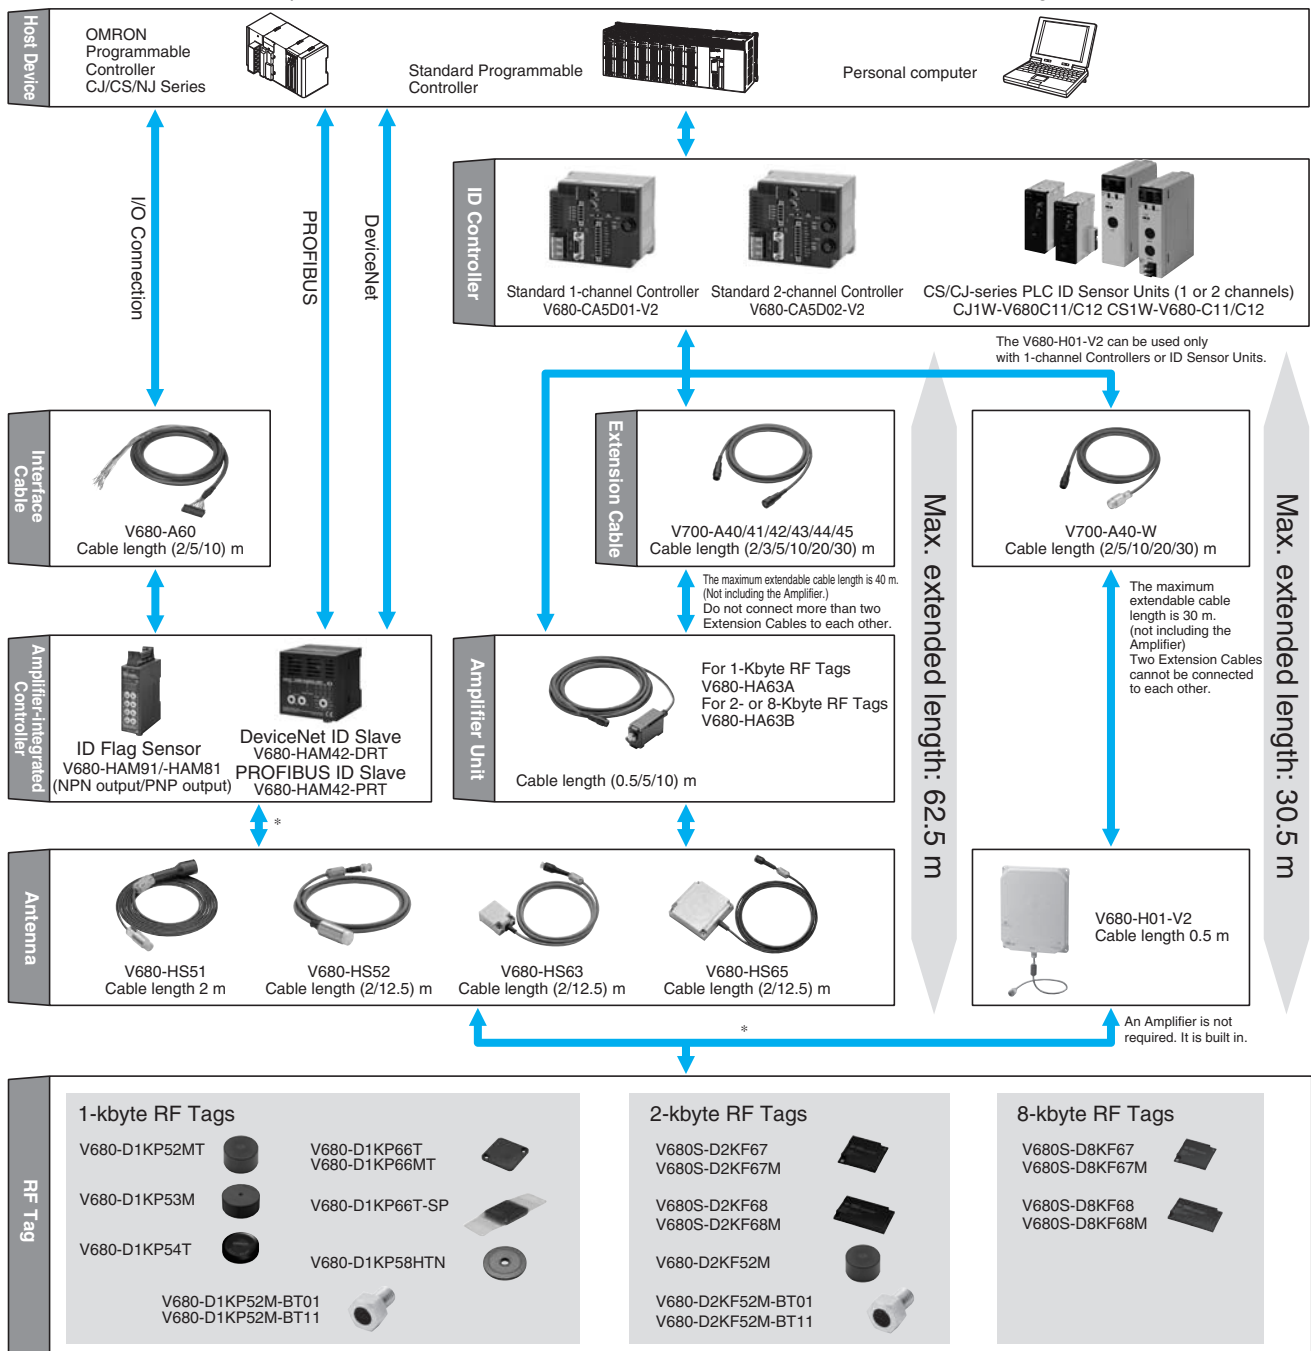 Host Device
OMRON
Programmable
Controller
CJ/CS/NJ Series
Standard Programmable
Controller
Personal computer
I/O Connection
PROFIBUS
DeviceNet
ID Controller
Standard 1-channel Controller
V680-CA5D01-V2
Standard 2-channel Controller
V680-CA5D02-V2
CS/CJ-series PLC ID Sensor Units (1 or 2 channels)
CJ1W-V680C11/C12 CS1W-V680-C11/C12
The V680-H01-V2 can be used only
with 1-channel Controllers or ID Sensor Units.
Interface
Cable
V680-A60
Cable length (2/5/10) m
Extension Cable
V700-A40/41/42/43/44/45
Cable length (2/3/5/10/20/30) m
The maximum extendable cable length is 40 m.
(Not including the Amplifier.)
Do not connect more than two
Extension Cables to each other.
Max. extended length: 62.5 m
V700-A40-W
Cable length (2/5/10/20/30) m
The maximum
extendable cable
length is 30 m.
(not including the
Amplifier)
Two Extension Cables
cannot be connected
to each other.
Max. extended length: 30.5 m
Amplifier-integrated
Controller
ID Flag Sensor
V680-HAM91/-HAM81
(NPN output/PNP output)
DeviceNet ID Slave
V680-HAM42-DRT
PROFIBUS ID Slave
V680-HAM42-PRT
*
Amplifier Unit
For 1-Kbyte RF Tags
V680-HA63A
For 2- or 8-Kbyte RF Tags
V680-HA63B
Cable length (0.5/5/10) m
Antenna
V680-HS51
Cable length 2 m
V680-HS52
Cable length (2/12.5) m
V680-HS63
Cable length (2/12.5) m
V680-HS65
Cable length (2/12.5) m
V680-H01-V2
Cable length 0.5 m
*
An Amplifier is not
required. It is built in.
RF Tag
1-kbyte RF Tags
V680-D1KP52MT
V680-D1KP53M
V680-D1KP54T
V680-D1KP66T
V680-D1KP66MT
V680-D1KP66T-SP
V680-D1KP58HTN
V680-D1KP52M-BT01
V680-D1KP52M-BT11
2-kbyte RF Tags
V680S-D2KF67
V680S-D2KF67M
V680S-D2KF68
V680S-D2KF68M
V680-D2KF52M
V680-D2KF52M-BT01
V680-D2KF52M-BT11
8-kbyte RF Tags
V680S-D8KF67
V680S-D8KF67M
V680S-D8KF68
V680S-D8KF68M